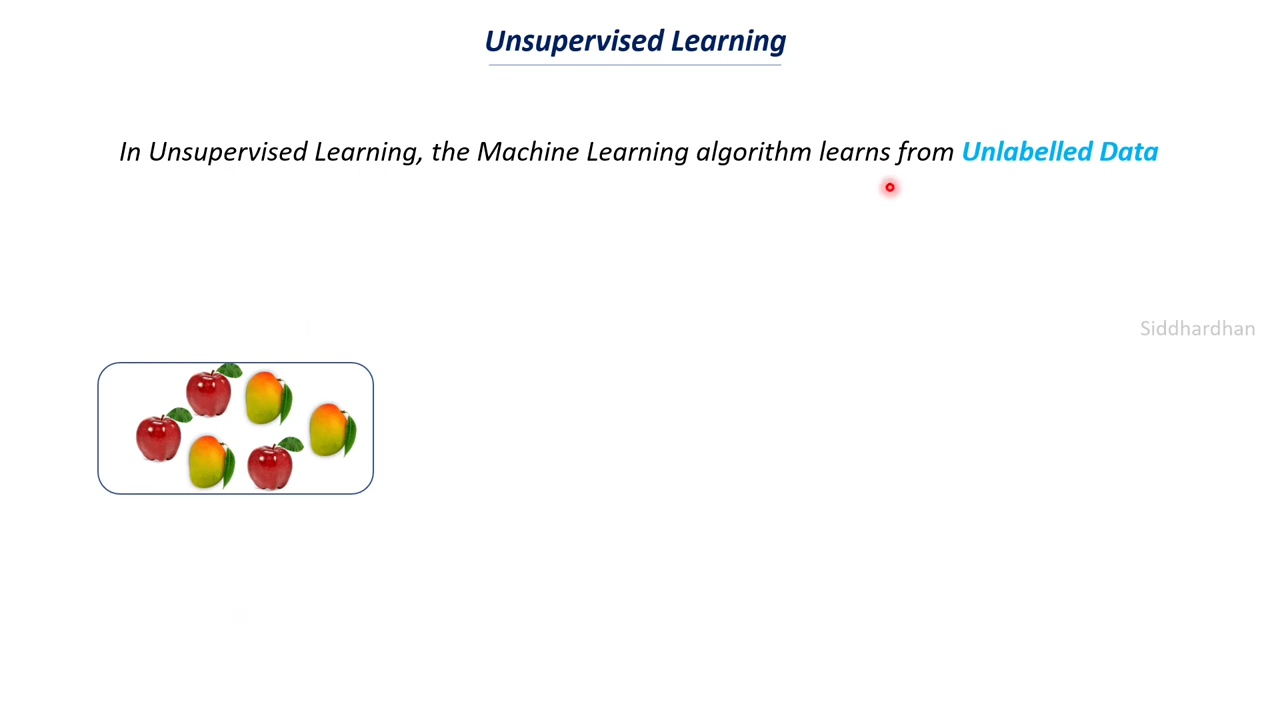 Unsupervised Learning
In Unsupervised Learning, the Machine Learning algorithm learns from Unlabelled Data
Siddhardhan